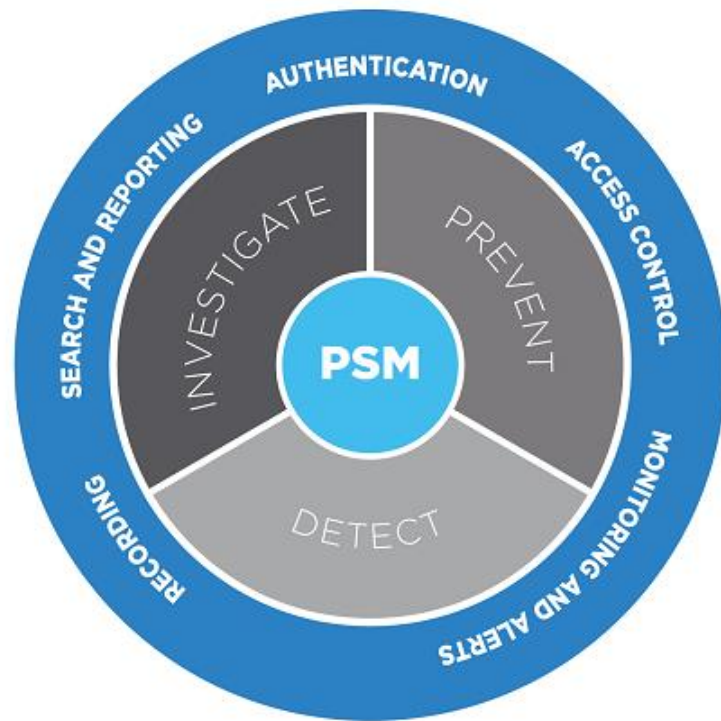 AUTHENTICATION
ACCESS CONTROL
MONITORING AND ALERTS
RECORDING
SEARCH AND REPORTING
INVESTIGATE
PREVENT
DETECT
PSM